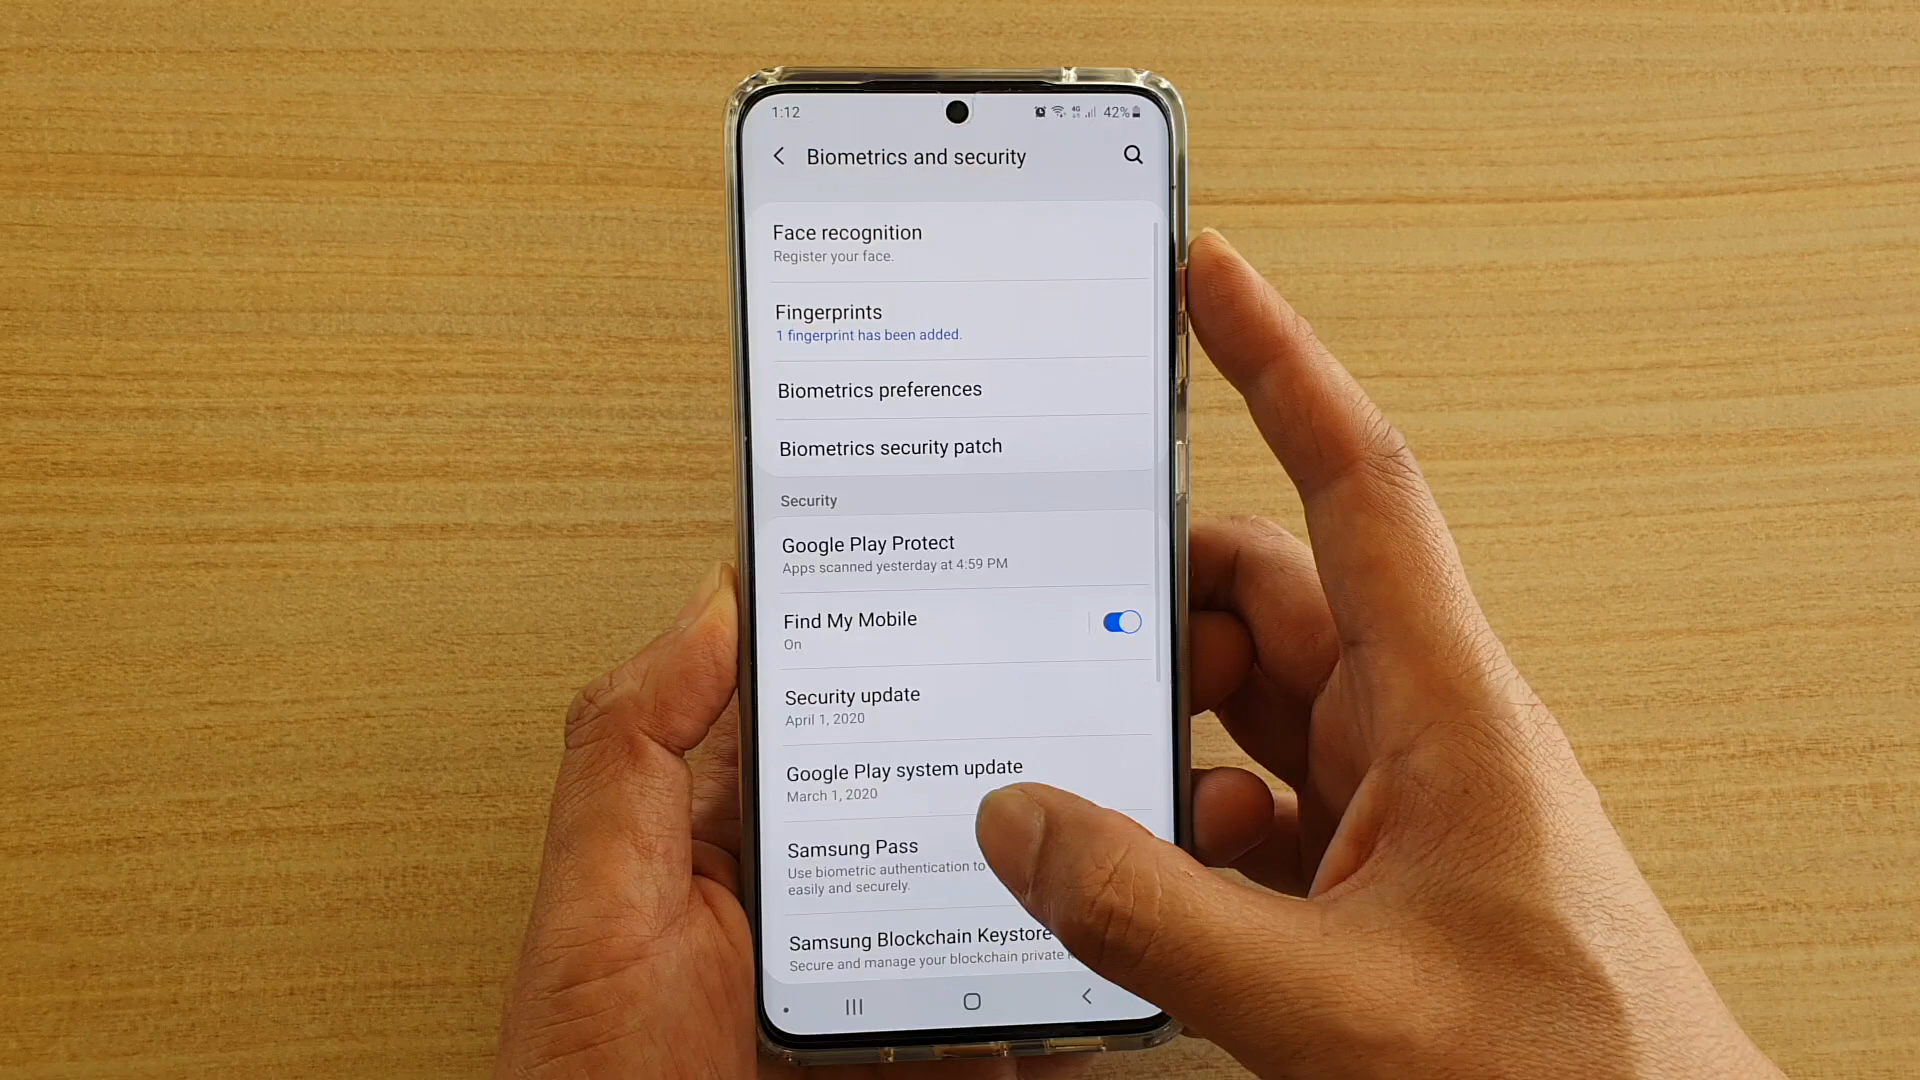 1:12
4G 42%
Biometrics and security
Face recognition
Register your face.
Fingerprints
1 fingerprint has been added.
Biometrics preferences
Biometrics security patch
Security
Google Play Protect
Apps scanned yesterday at 4:59 PM
Find My Mobile
On
Security update
April 1, 2020
Google Play system update
March 1, 2020
Samsung Pass
Use biometric authentication to
easily and securely.
Samsung Blockchain Keystore
Secure and manage your blockchain private